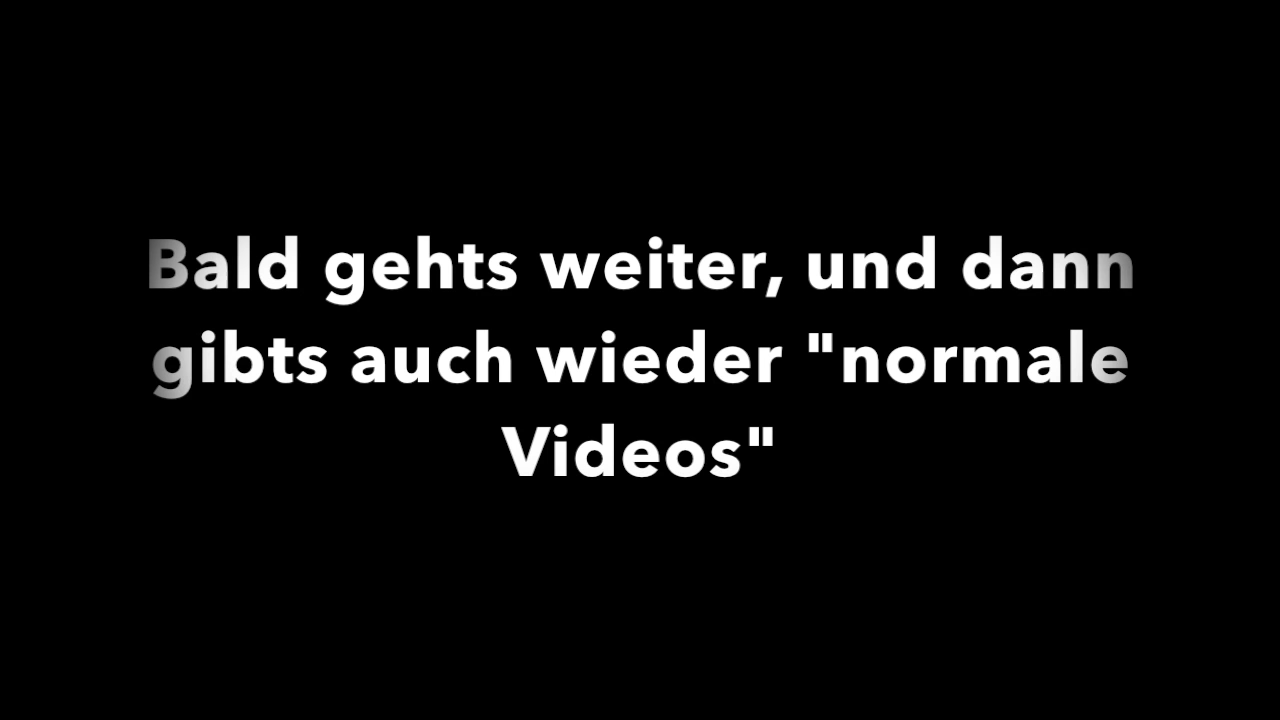 Bald gehts weiter, und dann
gibts auch wieder "normale
Videos"